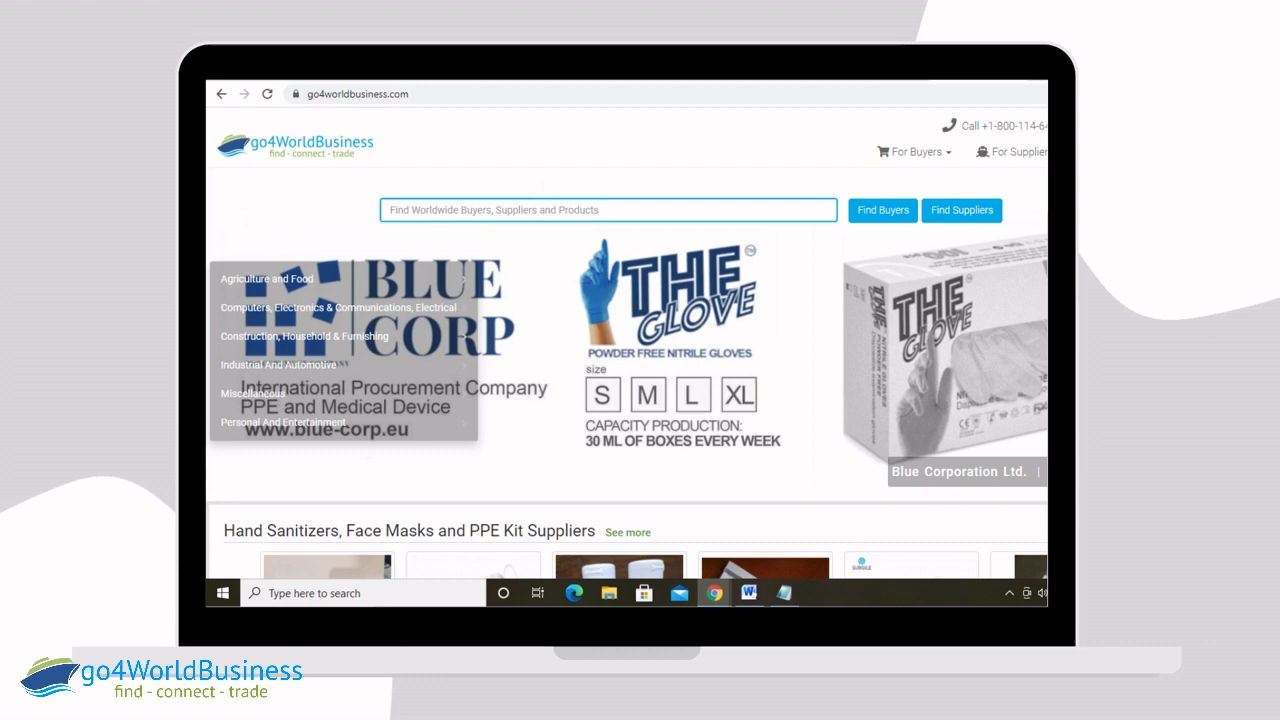 go4worldbusiness.com
go4WorldBusiness
find - connect - trade
Call +1-800-114-64
For Buyers
For Supplier
Find Worldwide Buyers, Suppliers and Products
Find Buyers
Find Suppliers
Agriculture and Food
Computers, Electronics & Communications, Electrical
Construction, Household & Furnishing
Industrial And Automotive
Miscellaneous
Personal And Entertainment
BLUE
CORP
International Procurement Company
PPE and Medical Device
www.blue-corp.eu
THE
GLOVE
POWDER FREE NITRILE GLOVES
size
S M L XL
CAPACITY PRODUCTION:
30 ML OF BOXES EVERY WEEK
100
THE
GLOVE
Blue Corporation Ltd. |
Hand Sanitizers, Face Masks and PPE Kit Suppliers See more
SURGILE
Type here to search
go4WorldBusiness
find - connect - trade